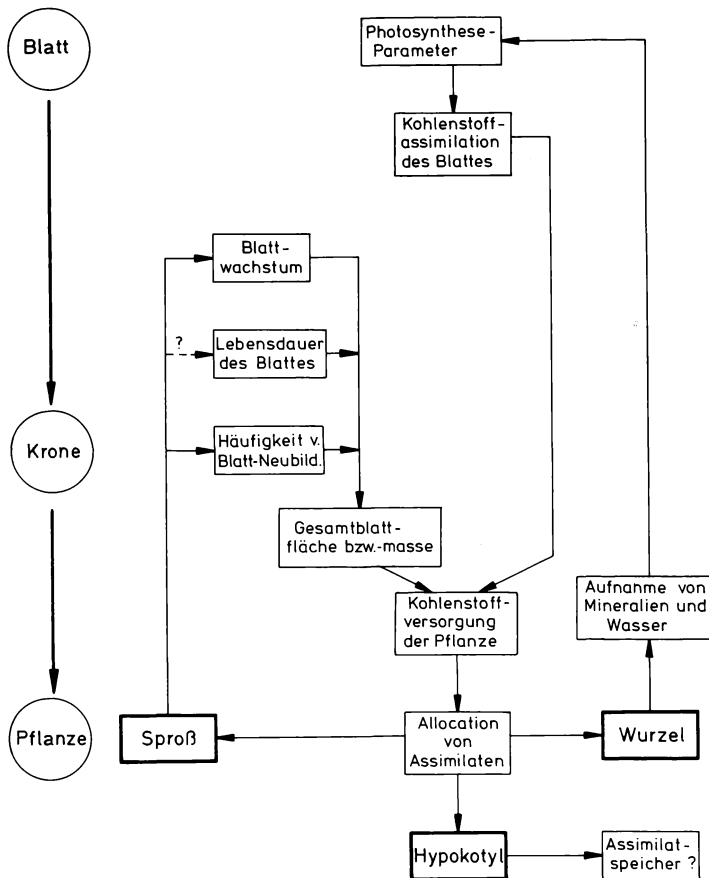 Blatt
Photosynthese-
Parameter
Kohlenstoff-
assimilation
des Blattes
Blatt-
wachstum
?
Lebensdauer
des Blattes
Krone
Häufigkeit v.
Blatt-Neubild.
Gesamtblatt-
fläche bzw.-masse
Kohlenstoff-
versorgung
der Pflanze
Aufnahme von
Mineralien und
Wasser
Pflanze
Sproß
Allocation
von
Assimilaten
Wurzel
Hypokotyl
Assimilat-
speicher ?